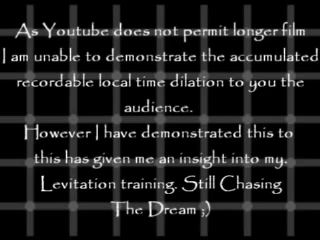 As Youtube does not permit longer film
I am unable to demonstrate the accumulated
recordable local time dilation to you the
audience.
However I have demonstrated this to
this has given me an insight into my.
Levitation training. Still Chasing
The Dream ;)